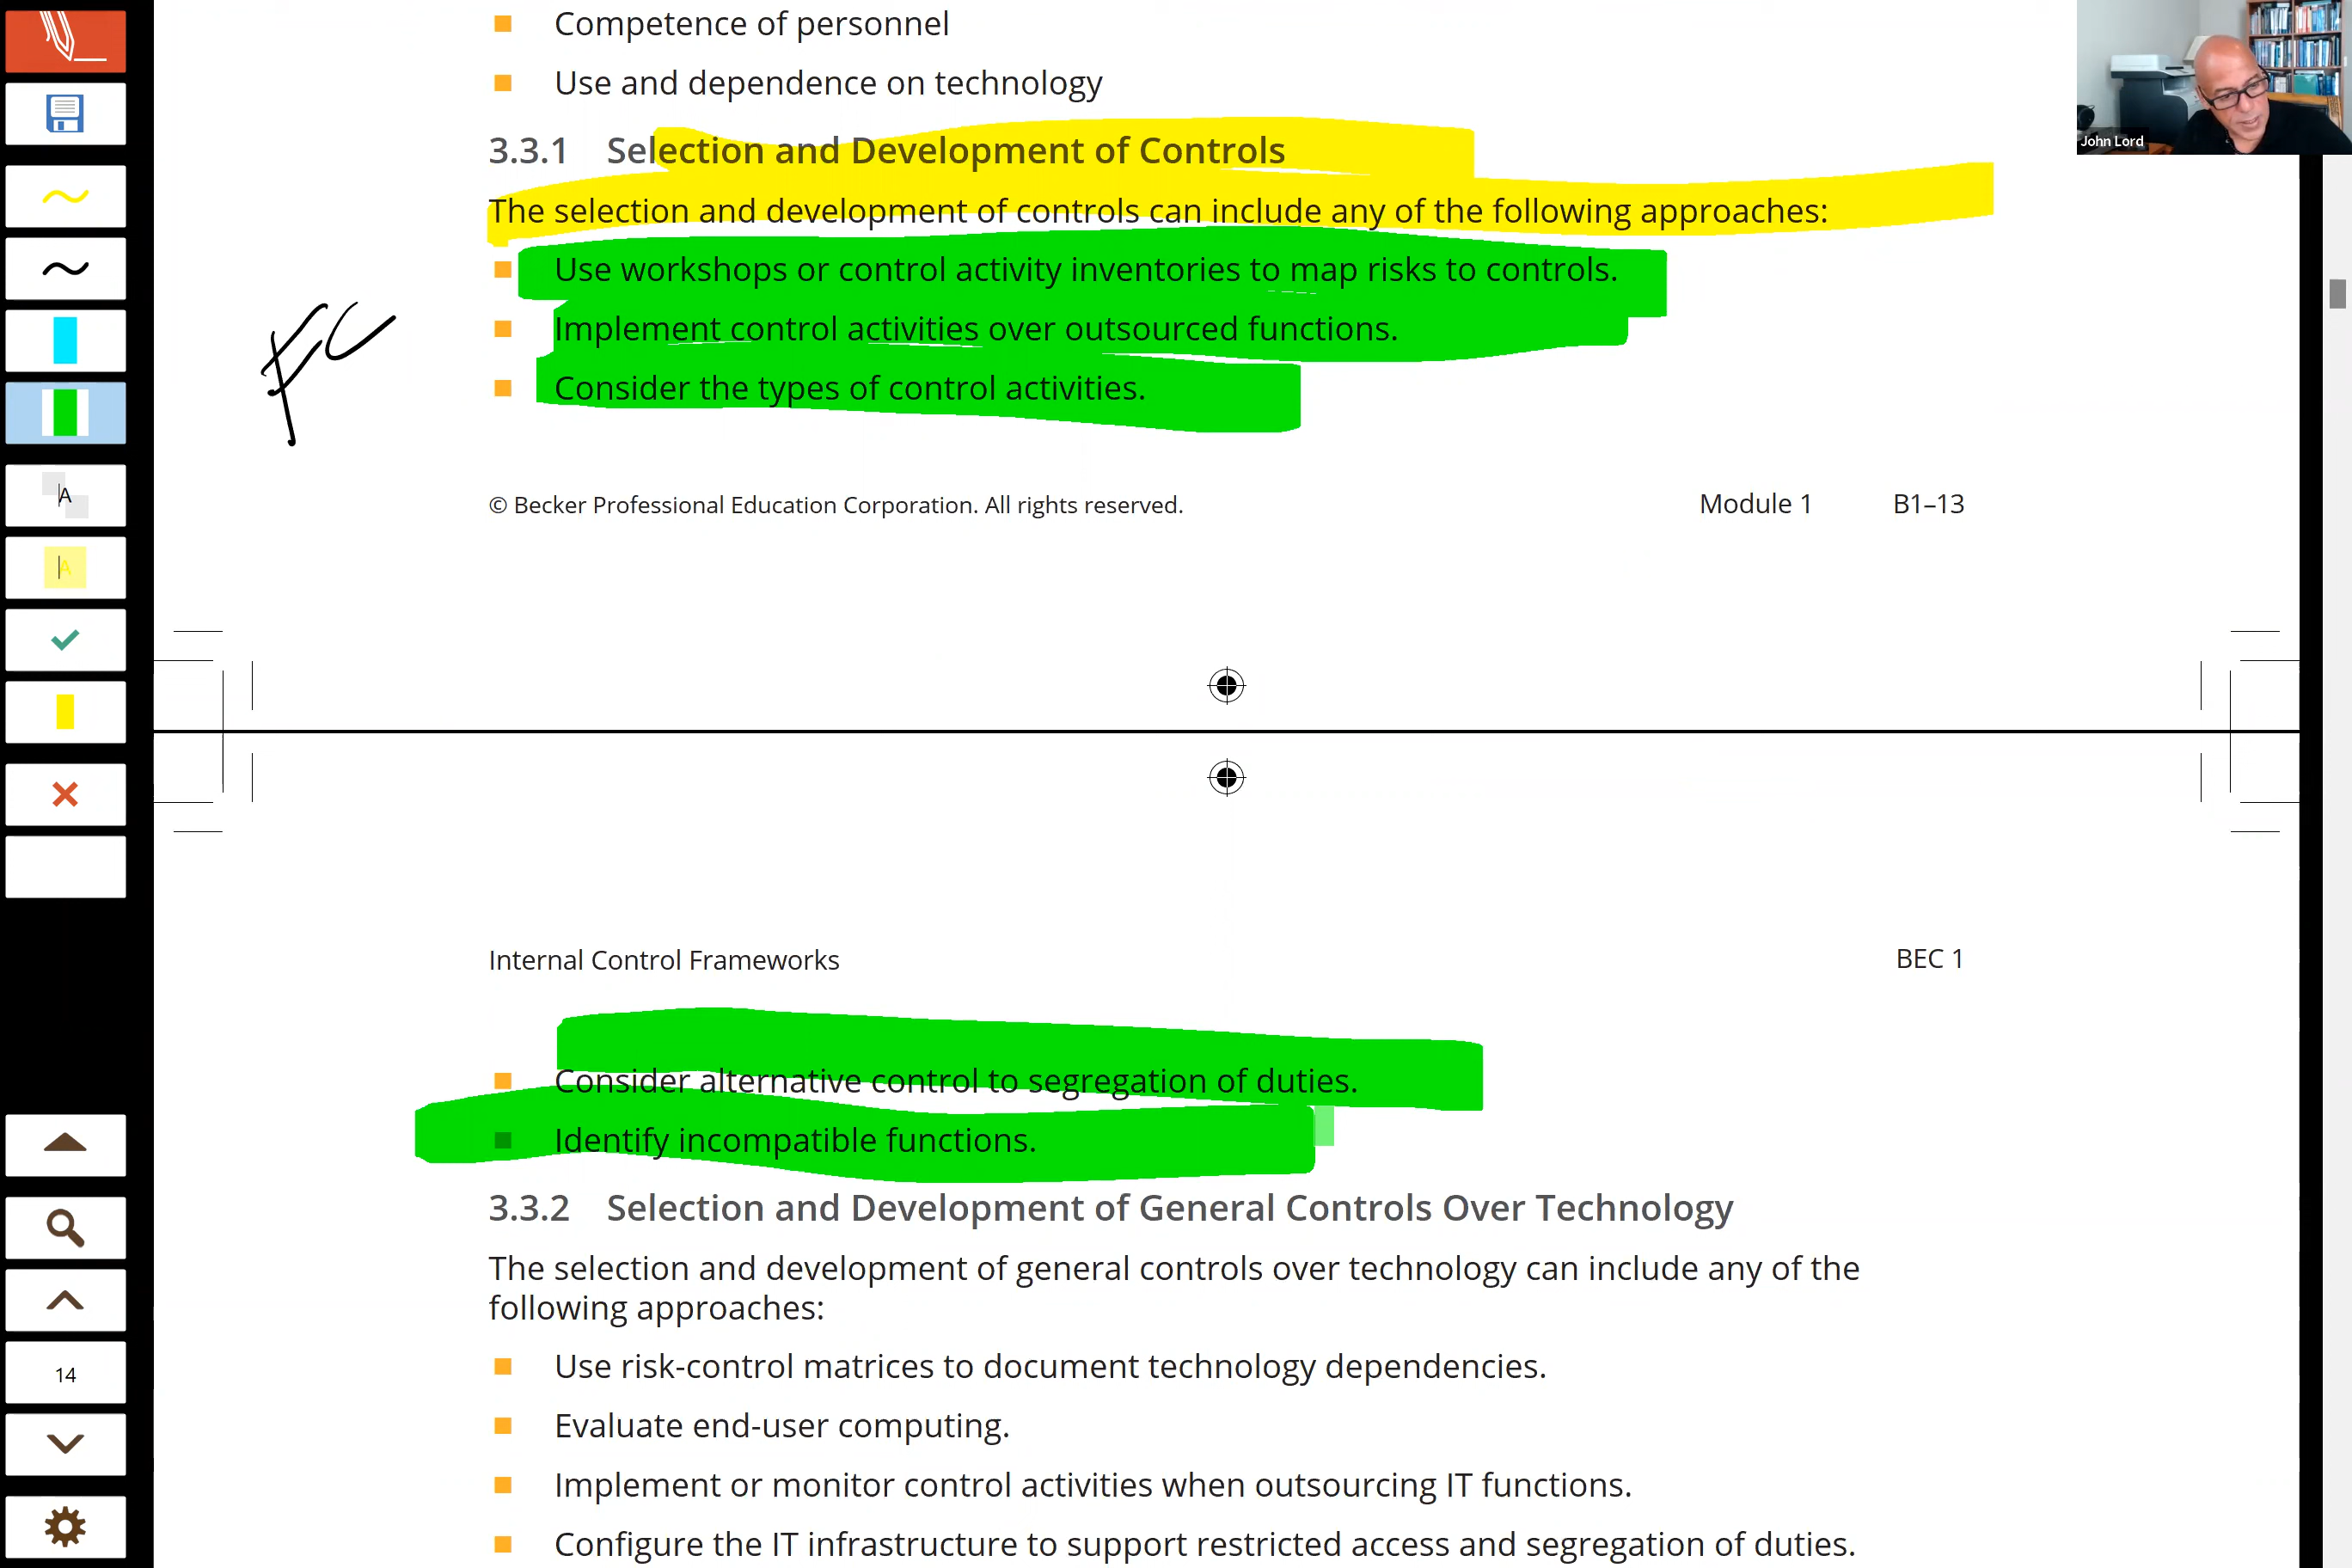 Competence of personnel
Use and dependence on technology
3.3.1 Selection and Development of Controls
The selection and development of controls can include any of the following approaches:
Use workshops or control activity inventories to map risks to controls.
Implement control activities over outsourced functions.
Consider the types of control activities.
© Becker Professional Education Corporation. All rights reserved. Module 1 B1–13
Internal Control Frameworks BEC 1
Consider alternative control to segregation of duties.
Identify incompatible functions.
3.3.2 Selection and Development of General Controls Over Technology
The selection and development of general controls over technology can include any of the
following approaches:
Use risk-control matrices to document technology dependencies.
Evaluate end-user computing.
Implement or monitor control activities when outsourcing IT functions.
Configure the IT infrastructure to support restricted access and segregation of duties.
John Lord
A
A
14